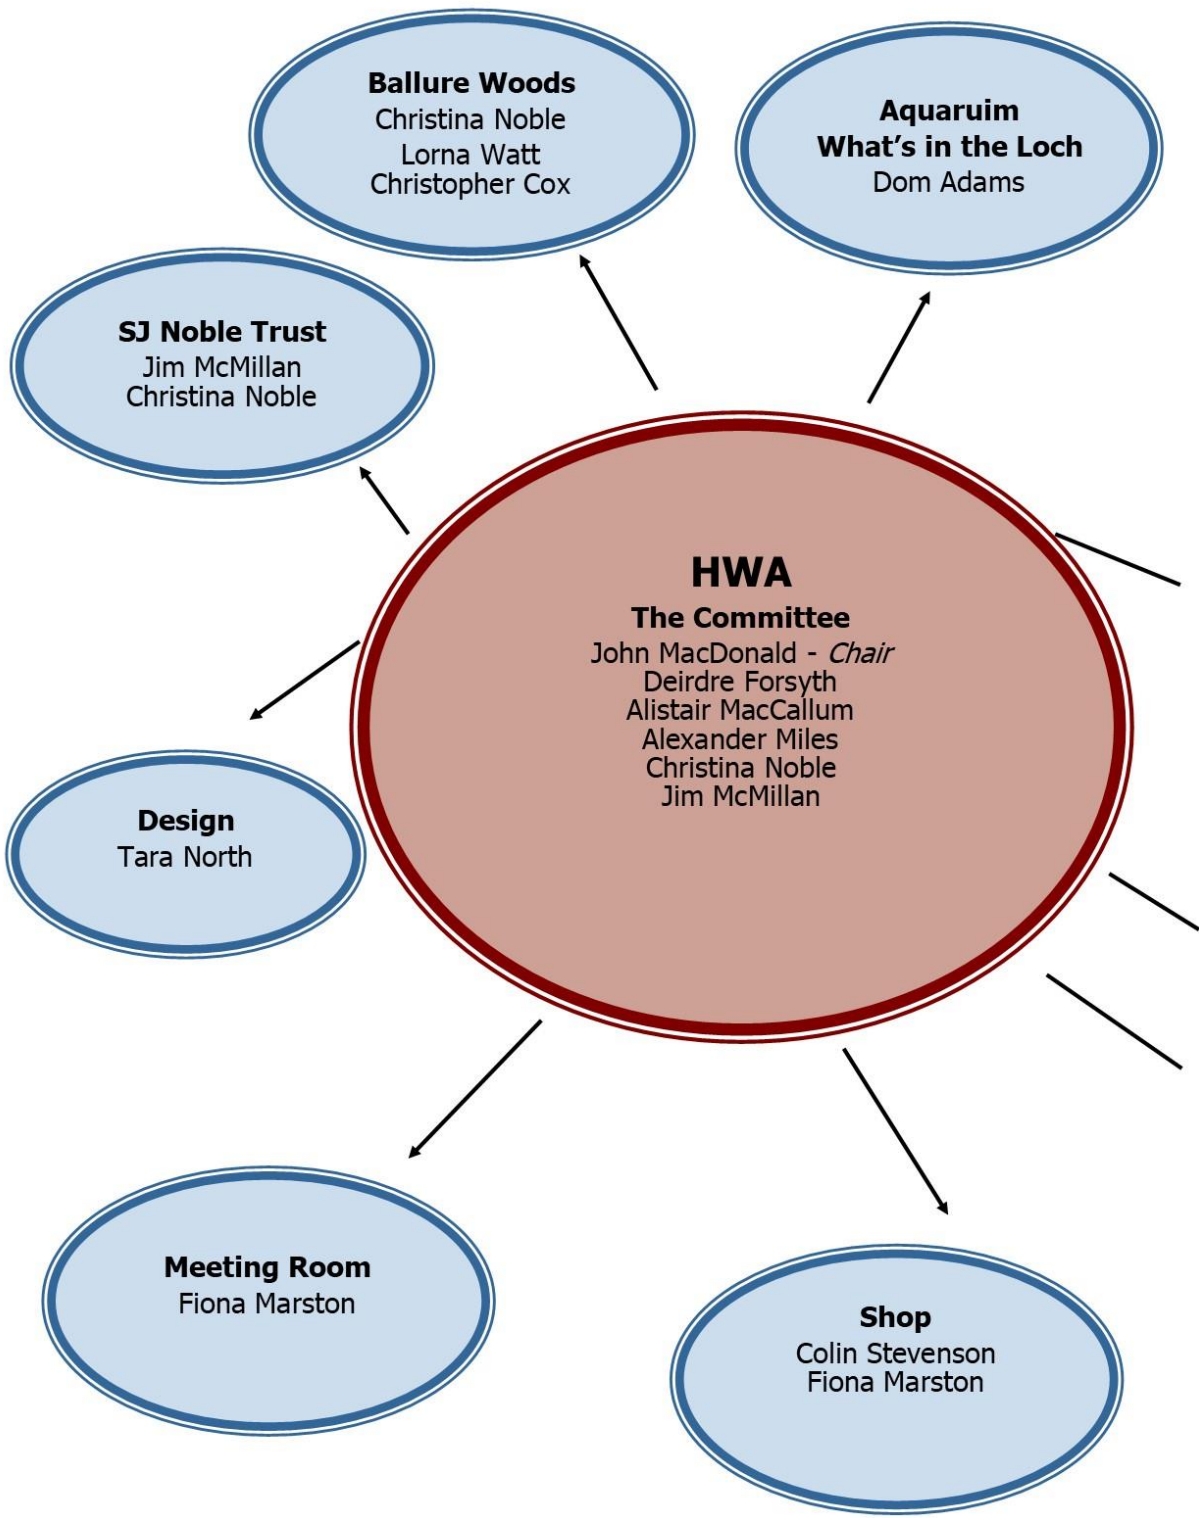 Ballure Woods
Christina Noble
Lorna Watt
Christopher Cox
Aquaruim
What's in the Loch
Dom Adams
SJ Noble Trust
Jim McMillan
Christina Noble
HWA
The Committee
John MacDonald - Chair
Deirdre Forsyth
Alistair MacCallum
Alexander Miles
Christina Noble
Jim McMillan
Design
Tara North
Meeting Room
Fiona Marston
Shop
Colin Stevenson
Fiona Marston